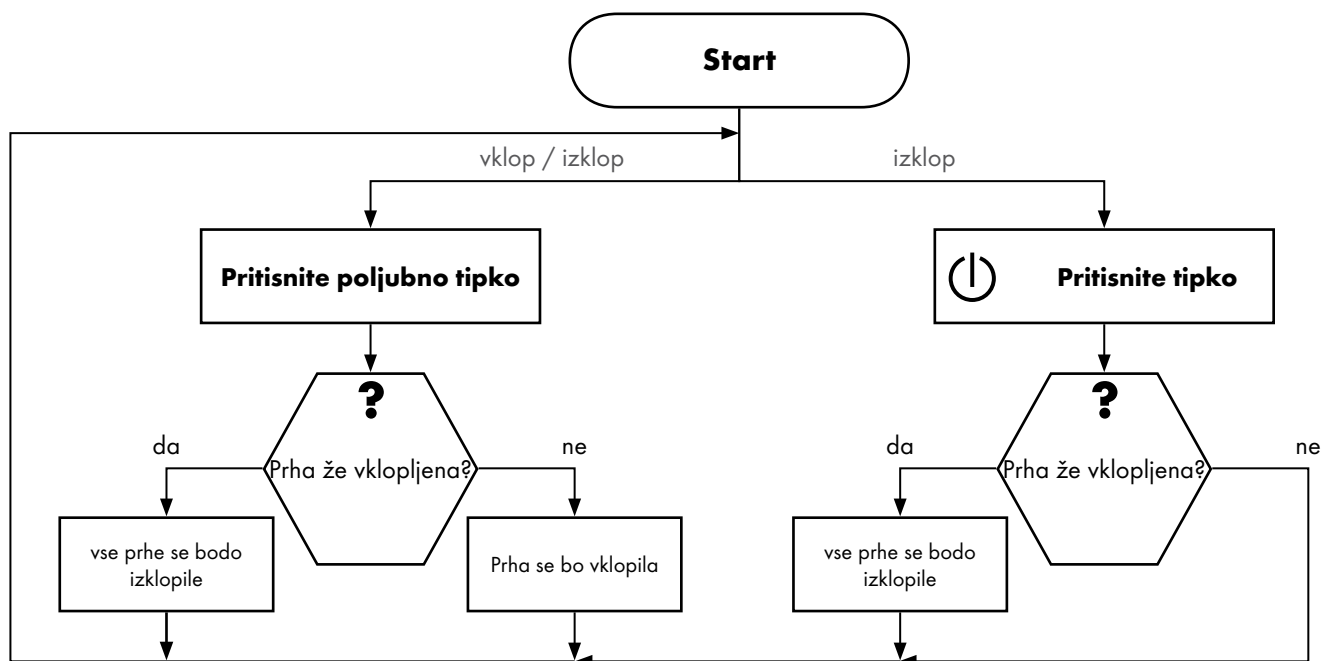 Start
vklop / izklop
izklop
Pritisnite poljubno tipko
Pritisnite tipko
?
?
da
ne
da
ne
Prha že vklopljena?
Prha že vklopljena?
vse prhe se bodo
izklopile
Prha se bo vklopila
vse prhe se bodo
izklopile